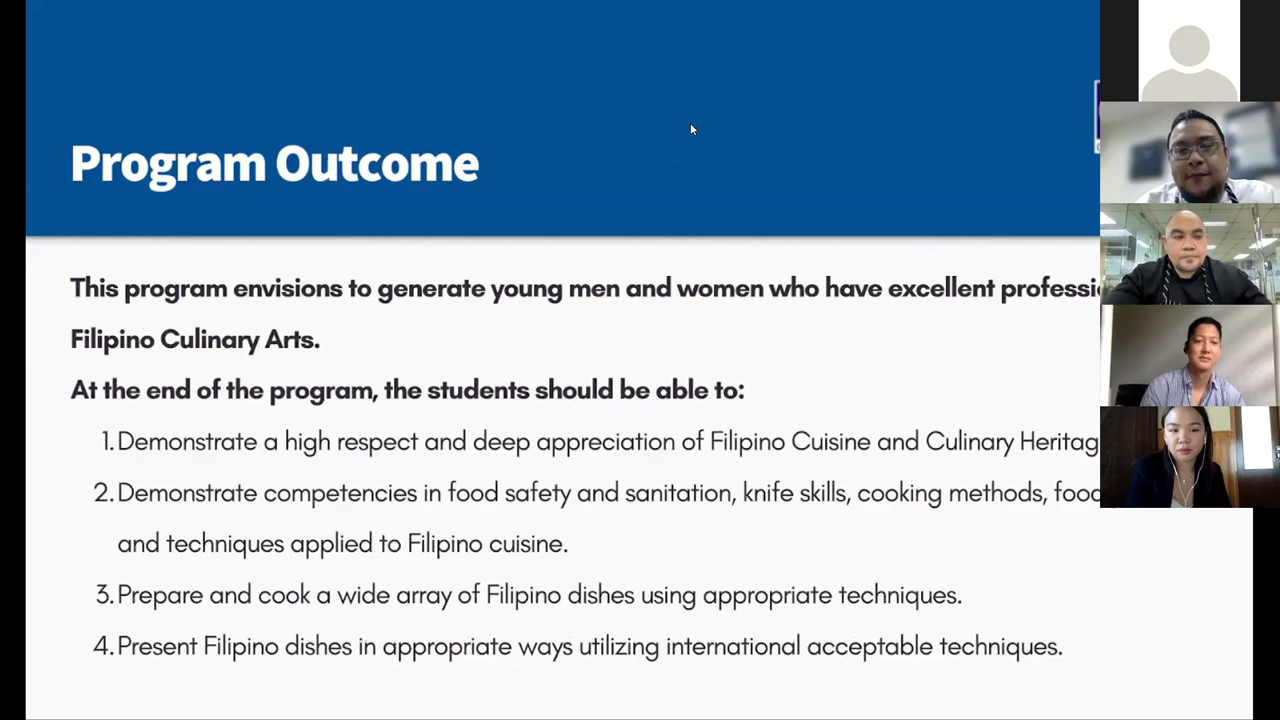 Program Outcome
This program envisions to generate young men and women who have excellent
Filipino Culinary Arts.
At the end of the program, the students should be able to:
1. Demonstrate a high respect and deep appreciation of Filipino Cuisine and Culinary
2. Demonstrate competencies in food safety and sanitation, knife skills, cooking methods, food
and techniques applied to Filipino cuisine.
3. Prepare and cook a wide array of Filipino dishes using appropriate techniques.
4. Present Filipino dishes in appropriate ways utilizing international acceptable techniques.